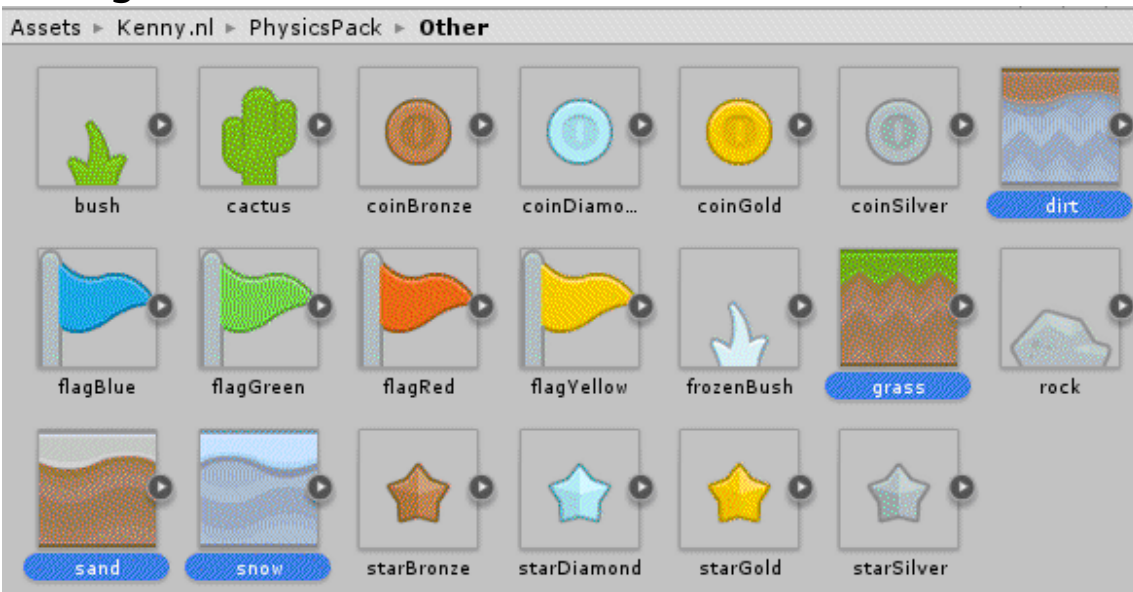 Assets ▸ Kenny.nl ▸ PhysicsPack ▸ Other
bush cactus coinBronze coinDiamo... coinGold coinSilver dirt
flagBlue flagGreen flagRed flagYellow frozenBush grass rock
sand snow starBronze starDiamond starGold starSilver